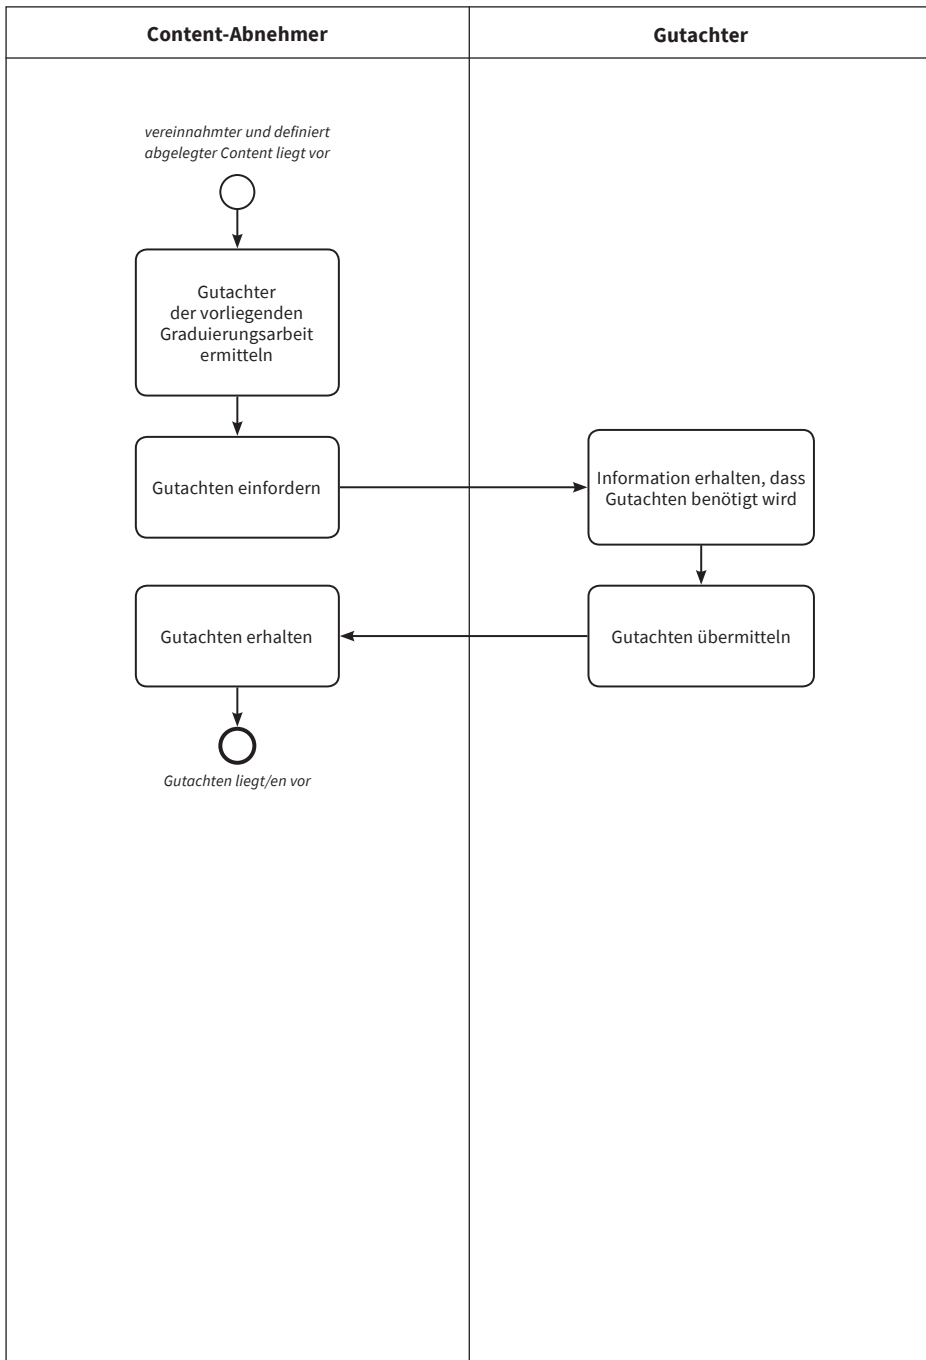 Content-Abnehmer
Gutachter
vereinnahmter und definiert
abgelegter Content liegt vor
Gutachter
der vorliegenden
Graduierungsarbeit
ermitteln
Gutachten einfordern
Information erhalten, dass
Gutachten benötigt wird
Gutachten erhalten
Gutachten übermitteln
Gutachten liegt/en vor